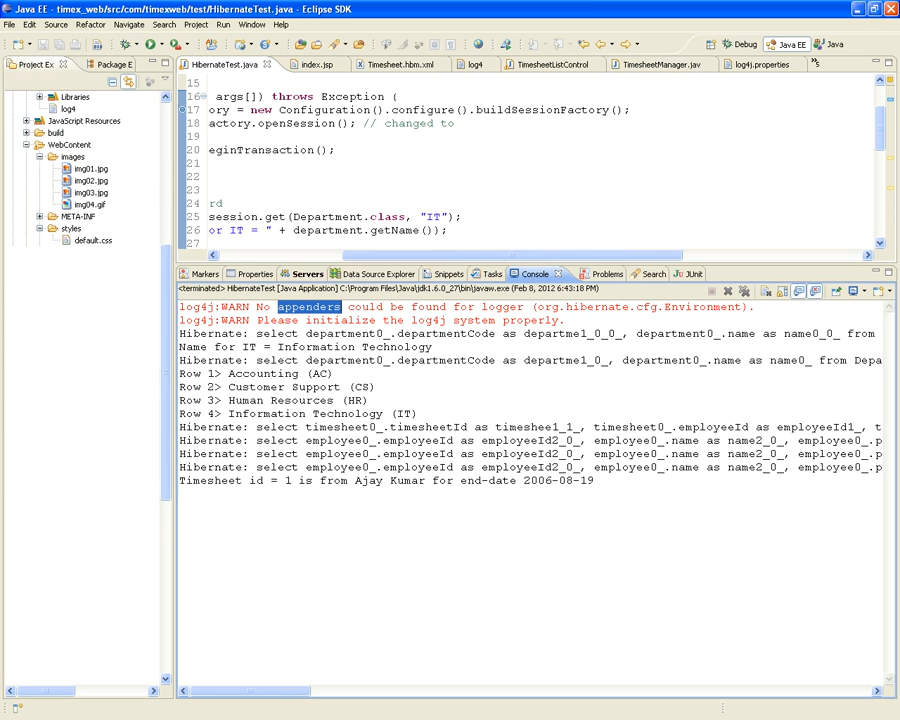 Java EE - timex_web/src/com/timexweb/test/HibernateTest.java - Eclipse SDK
File Edit Source Refactor Navigate Search Project Run Window Help
Debug Java EE Java
Project Ex Package E
HibernateTest.java index.jsp Timesheet.hbm.xml log4 TimesheetListControl TimesheetManager.jav log4j.properties »5
Libraries
log4
JavaScript Resources
build
WebContent
images
img01.jpg
img02.jpg
img03.jpg
img04.gif
META-INF
styles
default.css
15
16 args[]) throws Exception {
17 ory = new Configuration().configure().buildSessionFactory();
18 actory.openSession(); // changed to
19
20 eginTransaction();
21
22
23
24 rd
25 session.get(Department.class, "IT");
26 or IT = " + department.getName());
27
Markers Properties Servers Data Source Explorer Snippets Tasks Console Problems Search JUnit
<terminated> HibernateTest [Java Application] C:\Program Files\Java\jdk1.6.0_27\bin\javaw.exe (Feb 8, 2012 6:43:18 PM)
log4j:WARN No appenders could be found for logger (org.hibernate.cfg.Environment).
log4j:WARN Please initialize the log4j system properly.
Hibernate: select department0_.departmentCode as departme1_0_0_, department0_.name as name0_0_ from
Name for IT = Information Technology
Hibernate: select department0_.departmentCode as departme1_0_, department0_.name as name0_ from Depa
Row 1> Accounting (AC)
Row 2> Customer Support (CS)
Row 3> Human Resources (HR)
Row 4> Information Technology (IT)
Hibernate: select timesheet0_.timesheetId as timeshee1_1_, timesheet0_.employeeId as employeeId1_, t
Hibernate: select employee0_.employeeId as employeeId2_0_, employee0_.name as name2_0_, employee0_.p
Hibernate: select employee0_.employeeId as employeeId2_0_, employee0_.name as name2_0_, employee0_.p
Hibernate: select employee0_.employeeId as employeeId2_0_, employee0_.name as name2_0_, employee0_.p
Timesheet id = 1 is from Ajay Kumar for end-date 2006-08-19